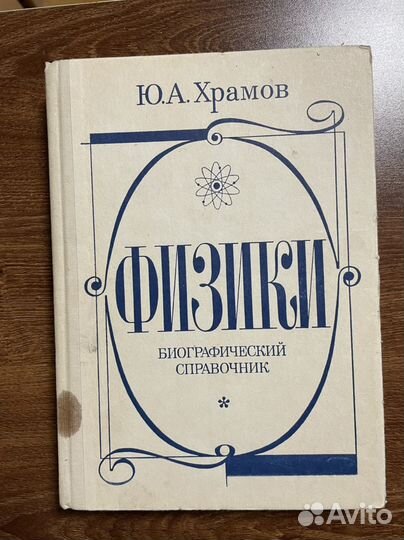 Ю.А.Храмов
ФИЗИКИ
БИОГРАФИЧЕСКИЙ
СПРАВОЧНИК
*
Avito